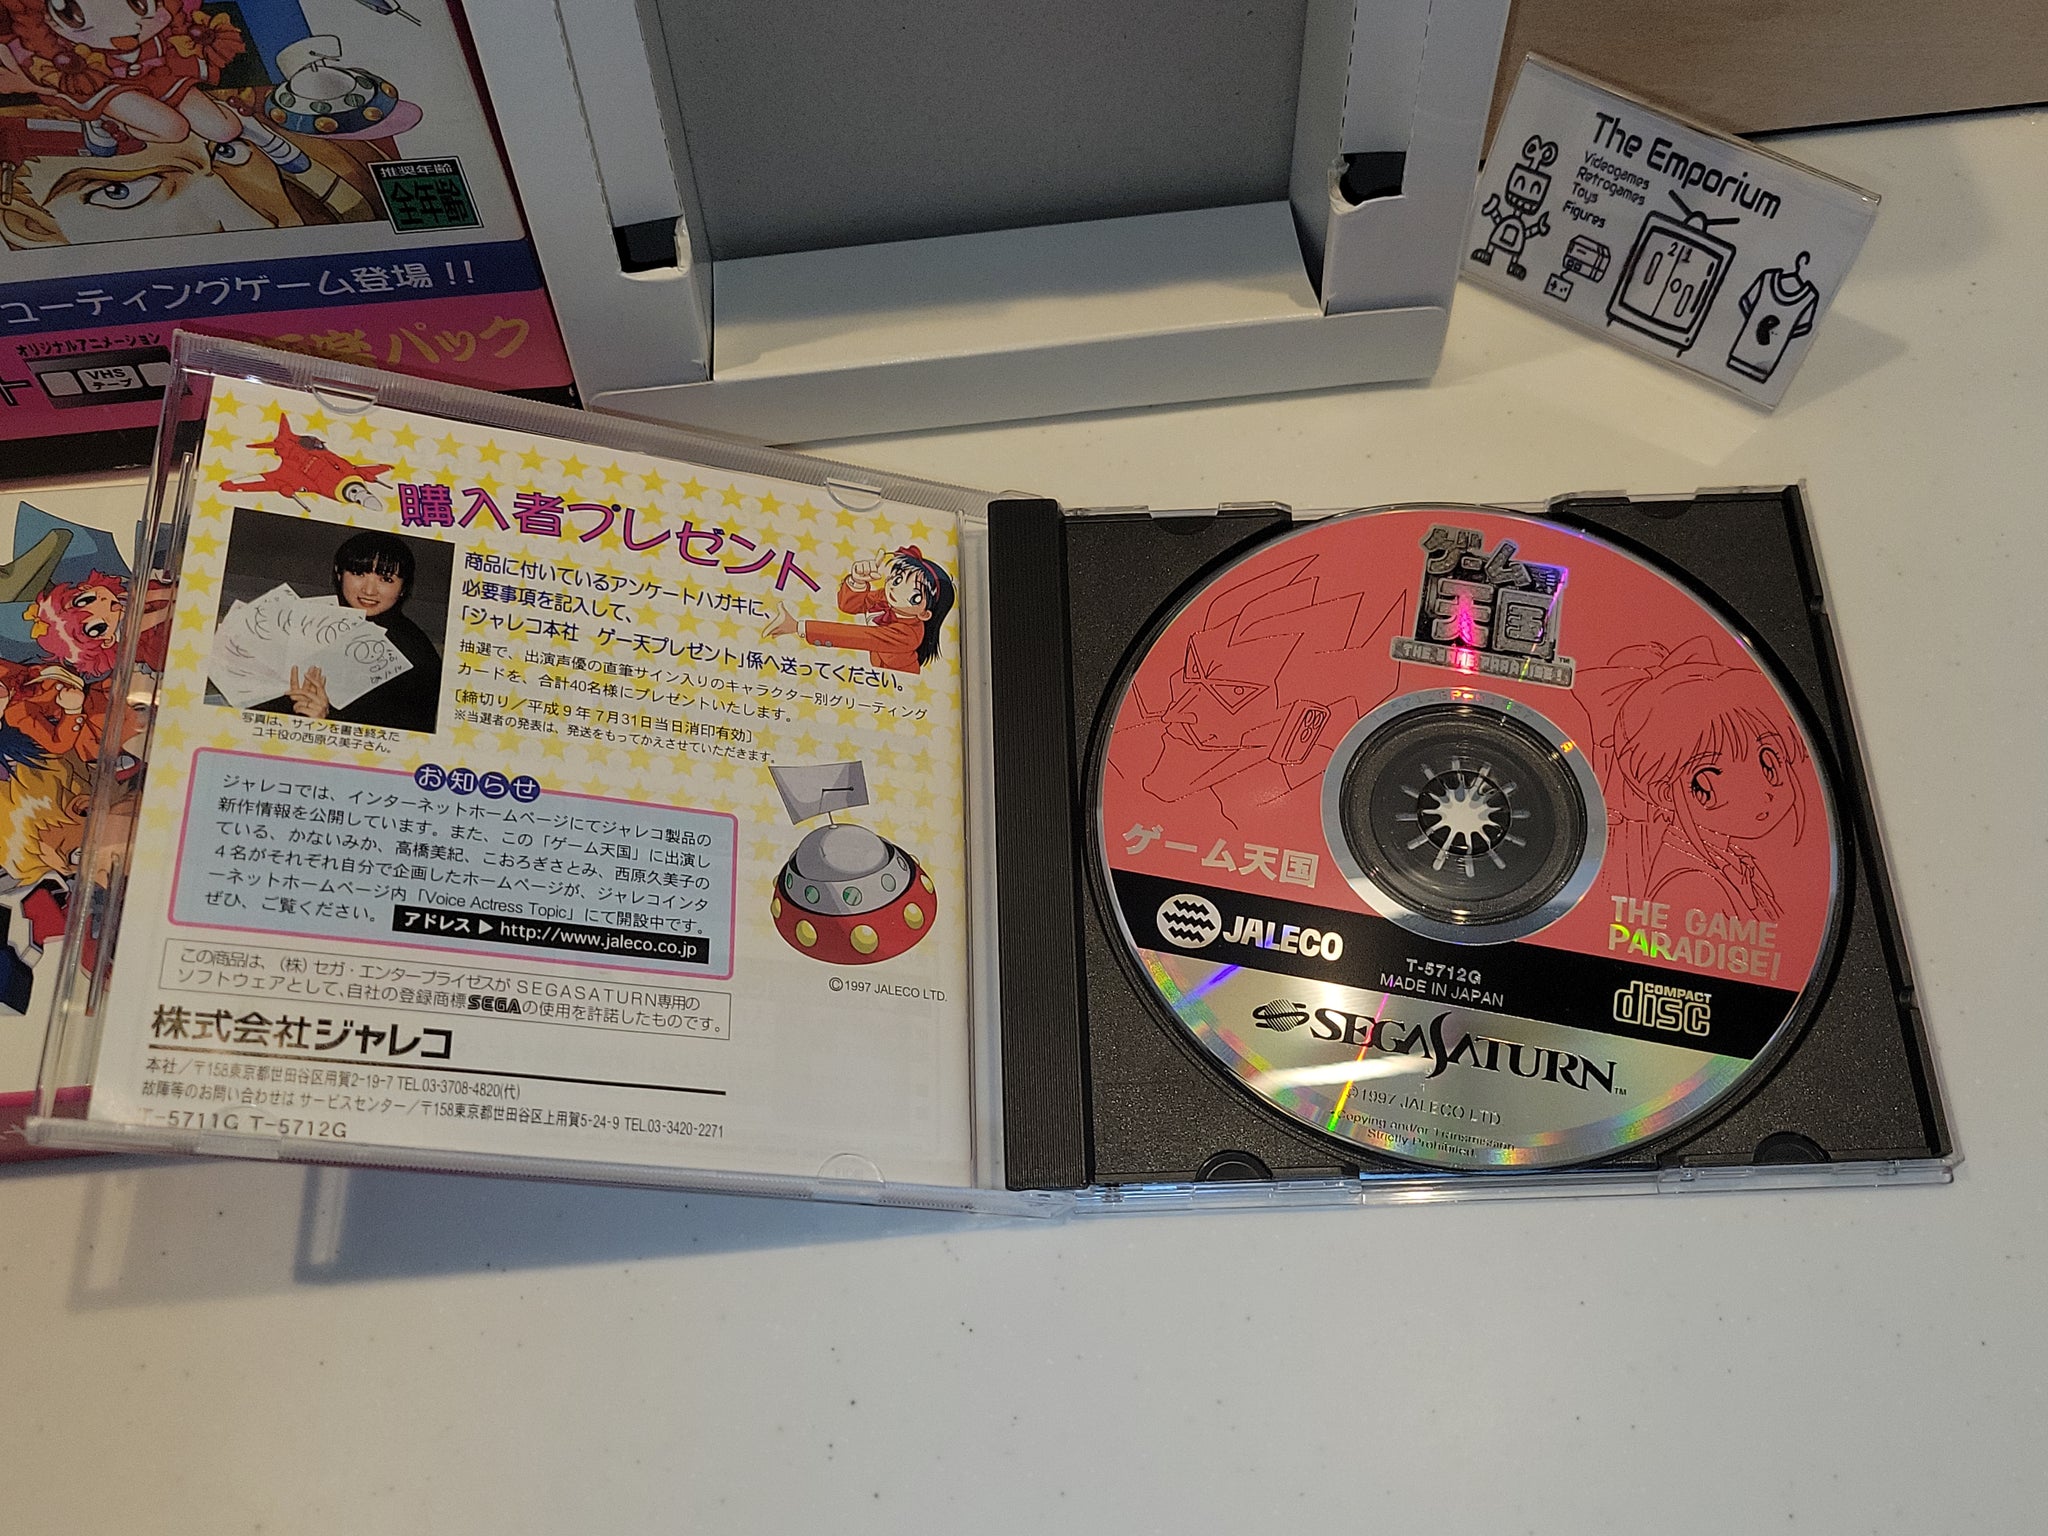 推奨年齢
全年齢
ューティングゲーム登場!!
オリジナルアニメーション
VHS
テープ
パック
The Emporium
Videogames
Retrogames
Toys
Figures
21
購入者プレゼント
商品に付いているアンケートハガキに、
必要事項を記入して、
「ジャレコ本社 ゲー天プレゼント」係へ送ってください。
抽選で、出演声優の直筆サイン入りのキャラクター別グリーティング
カードを、合計40名様にプレゼントいたします。
〔締切り/平成9年7月31日当日消印有効〕
※当選者の発表は、発送をもってかえさせていただきます。
写真は、サインを書き終えた
ユキ役の西原久美子さん。
お知らせ
ジャレコでは、インターネットホームページにてジャレコ製品の
新作情報を公開しています。また、この「ゲーム天国」に出演し
ている、かないみか、高橋美紀、こおろぎさとみ、西原久美子の
4名がそれぞれ自分で企画したホームページが、ジャレコインタ
ーネットホームページ内「Voice Actress Topic」にて開設中です。
ぜひ、ご覧ください。
アドレス ▶ http://www.jaleco.co.jp
©1997 JALECO LTD.
この商品は、(株)セガ・エンタープライゼスがSEGASATURN専用の
ソフトウェアとして、自社の登録商標SEGAの使用を許諾したものです。
株式会社ジャレコ
本社/〒158東京都世田谷区用賀2-19-7 TEL.03-3708-4820(代)
故障等のお問い合わせは サービスセンター/〒158東京都世田谷区上用賀5-24-9 TEL.03-3420-2271
T-5711G T-5712G
ゲーム天国
THE GAME PARADISE!
TM
ゲーム天国
THE GAME
PARADISE!
JALECO
T-5712G
MADE IN JAPAN
COMPACT
disc
SEGASATURN™
©1997 JALECO LTD
Copying and/or Transmission
Strictly Prohibited.